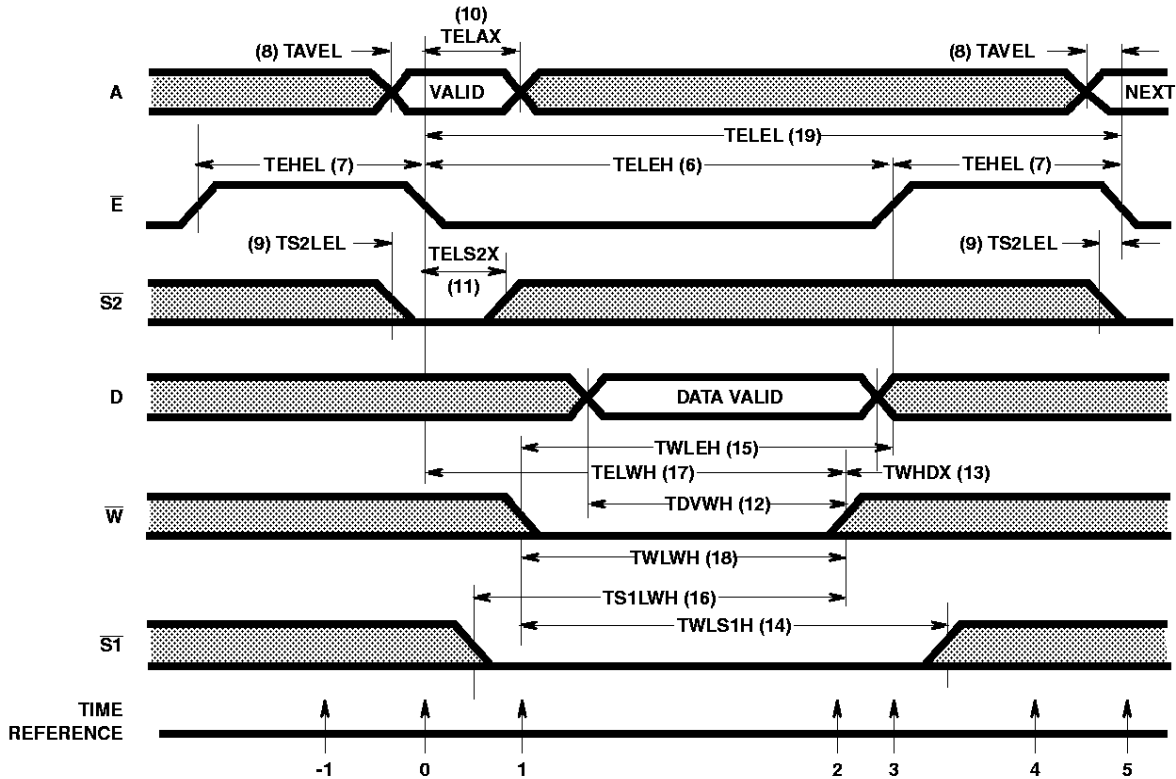 (10)
(8) TAVEL TELAX (8) TAVEL
A VALID NEXT
TELEL (19)
TEHEL (7) TELEH (6) TEHEL (7)
E
(9) TS2LEL TELS2X (9) TS2LEL
(11)
S2
D DATA VALID
TWLEH (15)
TELWH (17) TWHDX (13)
W TDVWH (12)
TWLWH (18)
TS1LWH (16)
TWLS1H (14)
S1
TIME
REFERENCE
-1 0 1 2 3 4 5